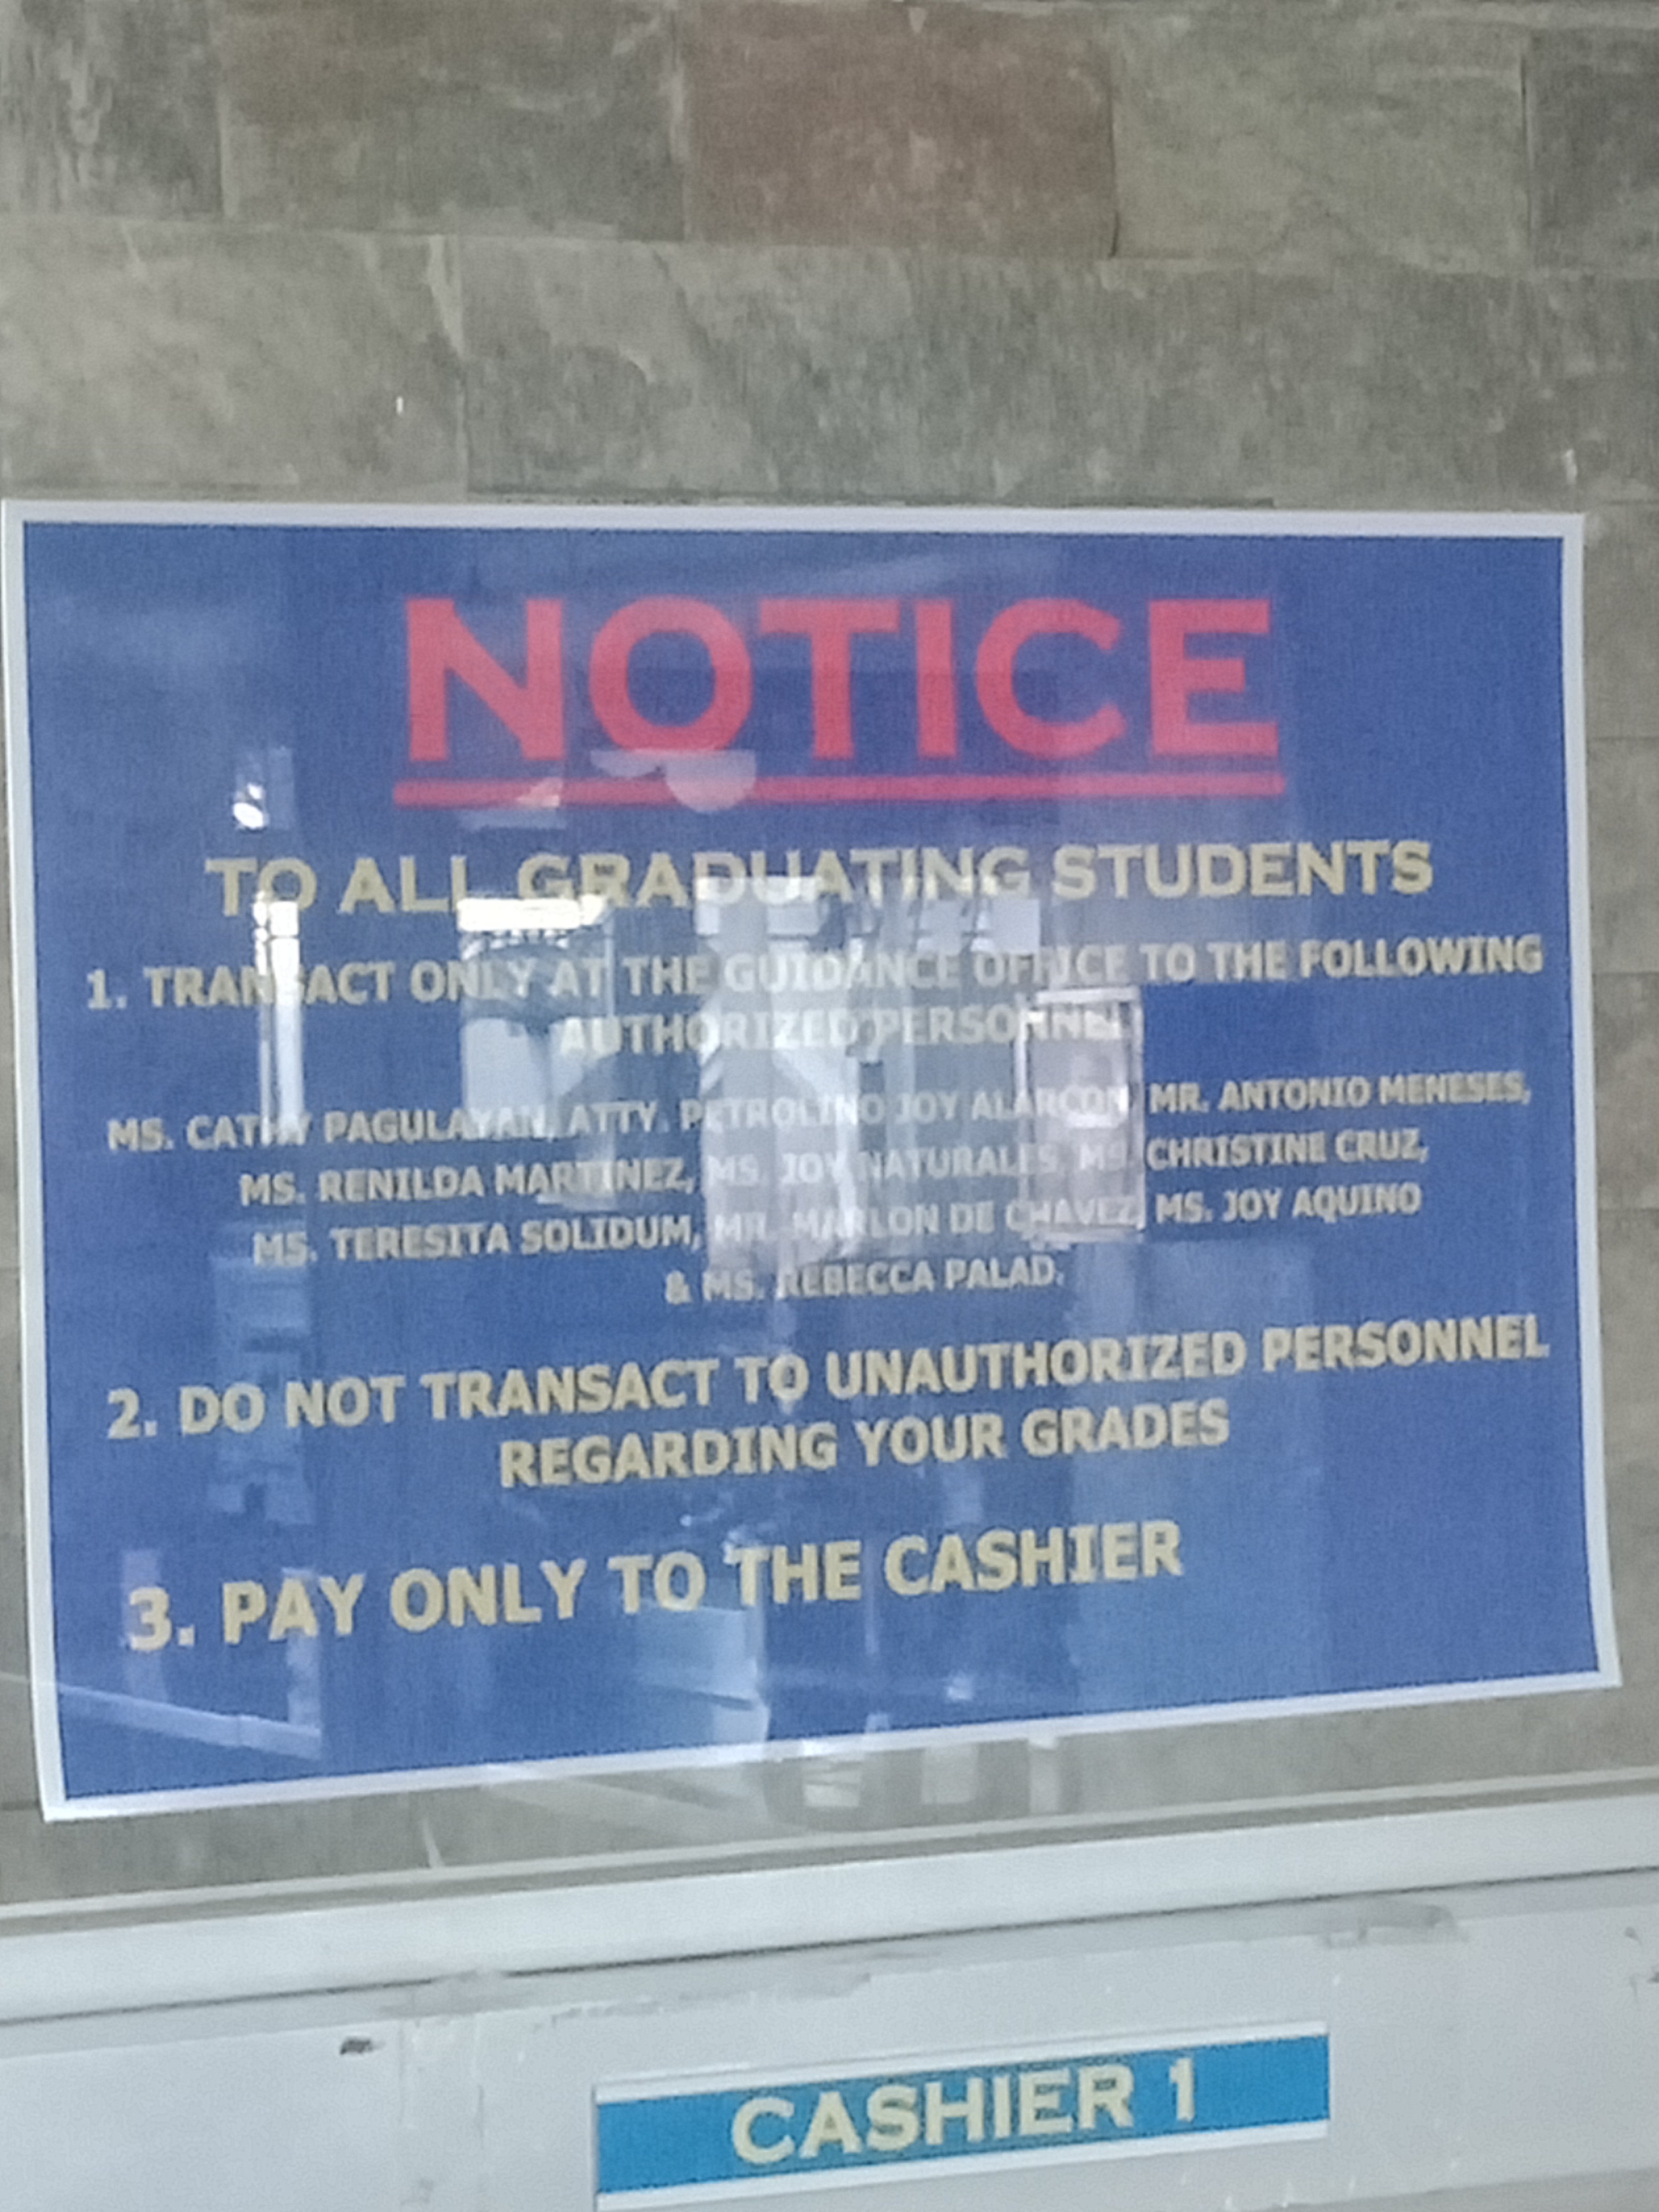 NOTICE
TO ALL GRADUATING STUDENTS
1. TRANSACT ONLY AT THE GUIDANCE OFFICE TO THE FOLLOWING
AUTHORIZED PERSONNEL
MS. CATHY PAGULAYAN, ATTY. PETROLINO JOY ALARCON, MR. ANTONIO MENESES,
MS. RENILDA MARTINEZ, MS. JOY NATURALES, MS. CHRISTINE CRUZ,
MS. TERESITA SOLIDUM, MR. MARLON DE CHAVEZ, MS. JOY AQUINO
& MS. REBECCA PALAD.
2. DO NOT TRANSACT TO UNAUTHORIZED PERSONNEL
REGARDING YOUR GRADES
3. PAY ONLY TO THE CASHIER
CASHIER 1